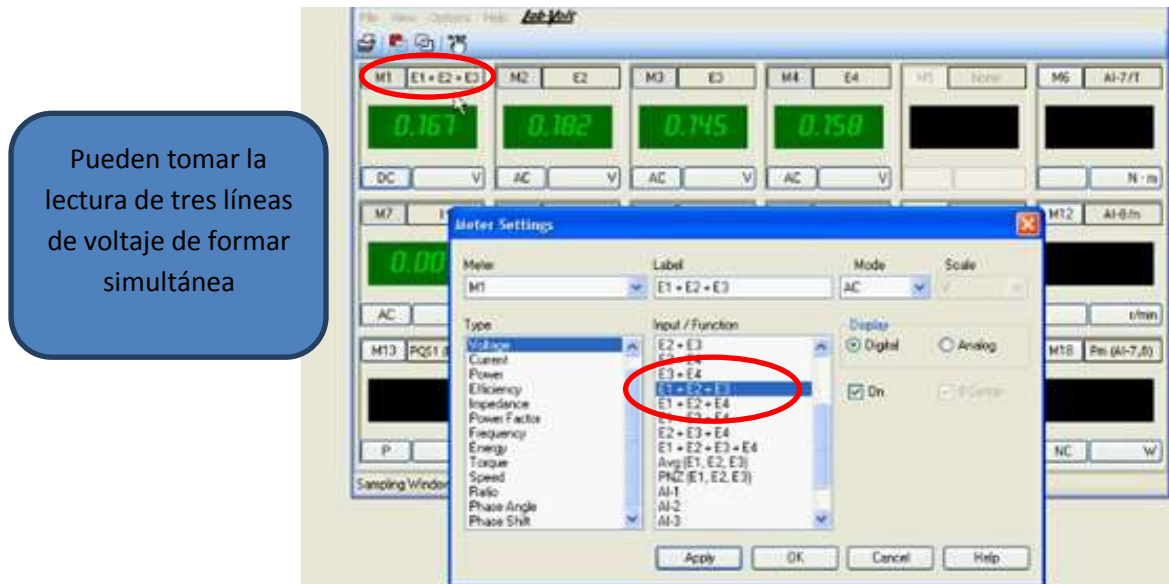 File View Options Help Lab-Volt
M1 E1 + E2 + E3 M2 E2 M3 E3 M4 E4 M5 None M6 AI-7/T
0.167 0.182 0.145 0.158
DC V AC V AC V AC V N·m
Pueden tomar la
lectura de tres líneas
de voltaje de formar
simultánea
M7 M12 AI-8/n
0.00
AC r/min
M13 PQS1 M18 Pm (AI-7,8)
P NC W
Sampling Window
Meter Settings
Meter Label Mode Scale
M1 E1 + E2 + E3 AC V
Type Input / Function Display
Voltage
Current
Power
Efficiency
Impedance
Power Factor
Frequency
Energy
Torque
Speed
Ratio
Phase Angle
Phase Shift
E2 + E3
E3 + E4
E1 + E2 + E3
E1 + E2 + E4
E2 + E3 + E4
E1 + E2 + E3 + E4
Avg (E1, E2, E3)
PNZ (E1, E2, E3)
AI-1
AI-2
AI-3
Digital Analog
On 0 Center
Apply OK Cancel Help